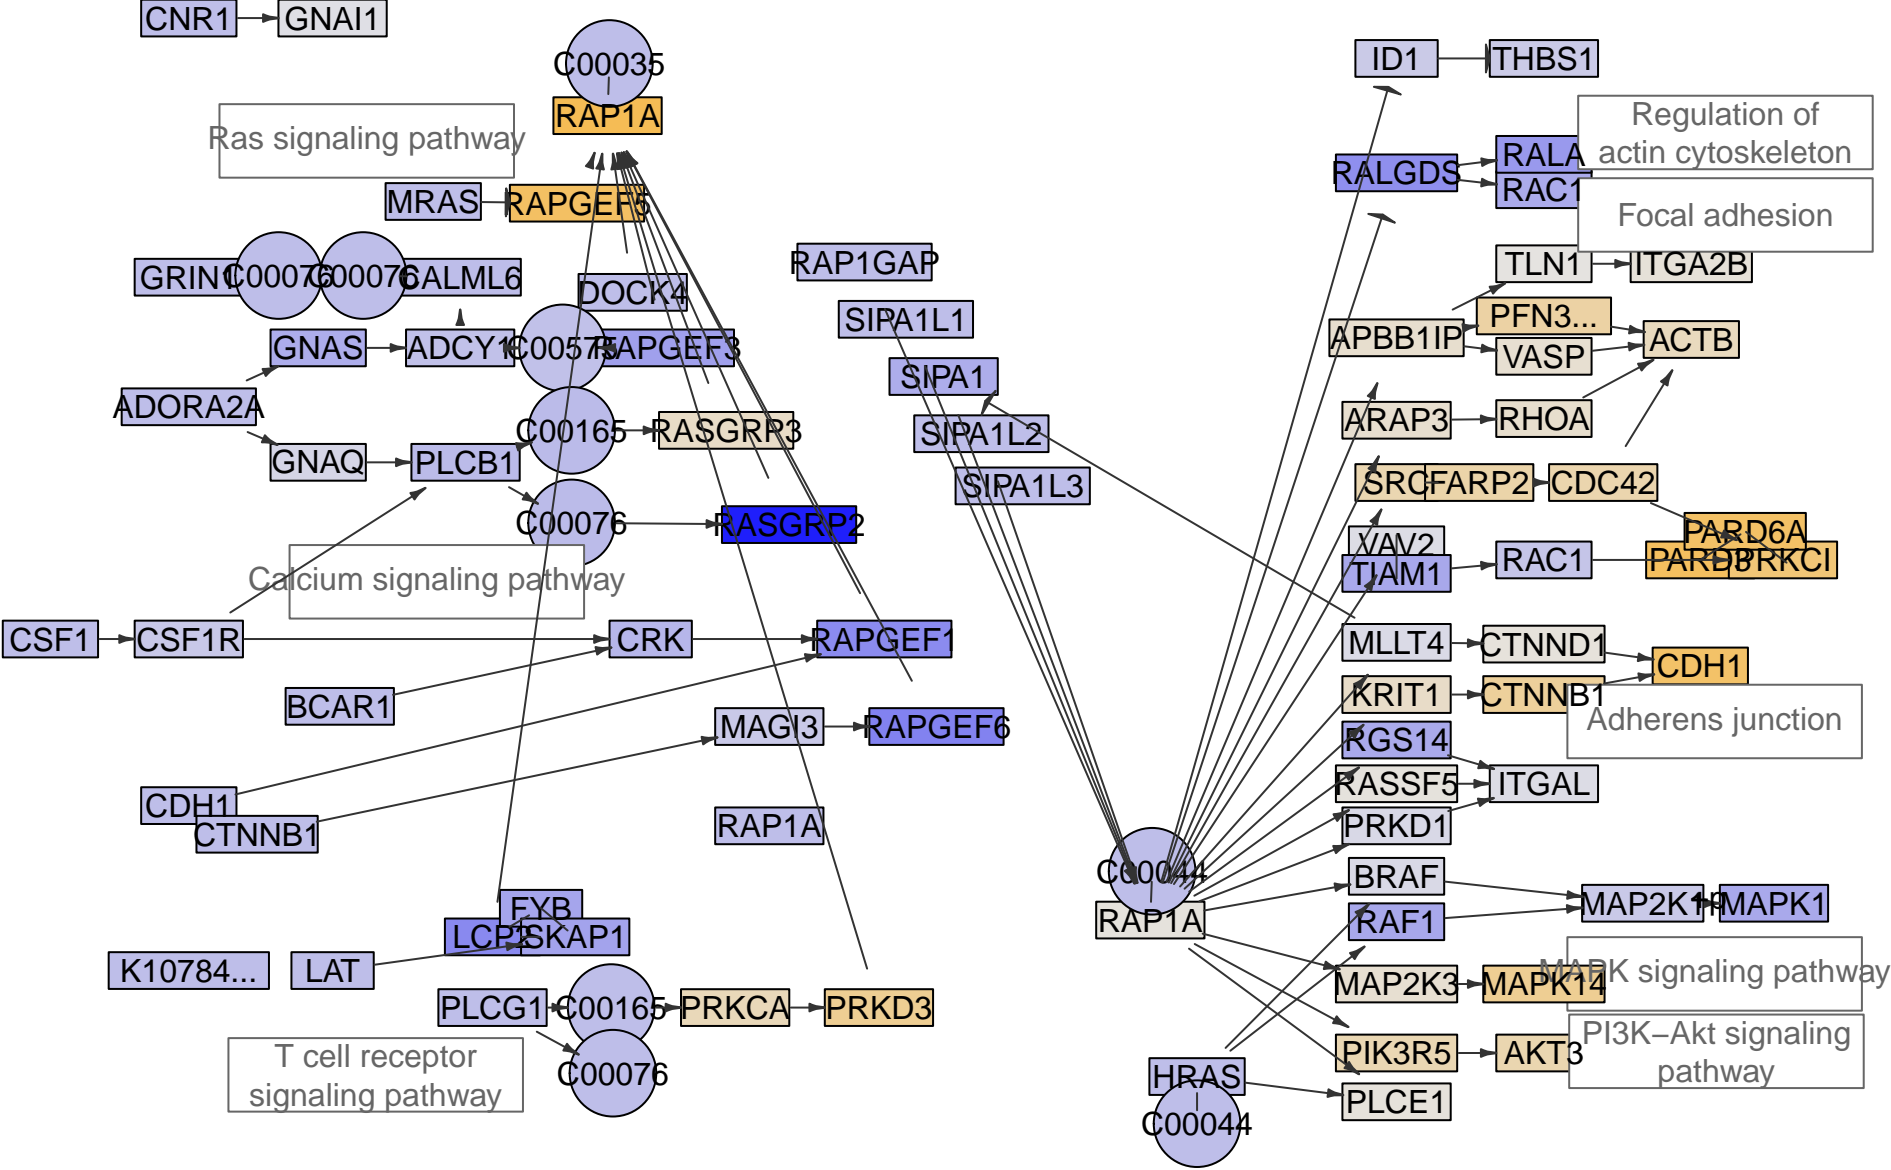 CNR1
GNAI1
C00035
RAP1A
Ras signaling pathway
MRAS
RAPGEF5
GRIN1
C00076
C00076
CALML6
DOCK4
GNAS
ADCY1
C00575
RAPGEF3
ADORA2A
GNAQ
PLCB1
C00165
RASGRP3
C00076
RASGRP2
Calcium signaling pathway
CSF1
CSF1R
CRK
RAPGEF1
BCAR1
MAGI3
RAPGEF6
CDH1
CTNNB1
RAP1A
FYB
LCP2
SKAP1
K10784...
LAT
PLCG1
C00165
PRKCA
PRKD3
C00076
T cell receptor
signaling pathway
RAP1GAP
SIPA1L1
SIPA1
SIPA1L2
SIPA1L3
C00044
RAP1A
HRAS
C00044
ID1
THBS1
Regulation of
actin cytoskeleton
RALGDS
RALA
RAC1
Focal adhesion
TLN1
ITGA2B
APBB1IP
PFN3...
VASP
ACTB
ARAP3
RHOA
SRC
FARP2
CDC42
VAV2
TIAM1
RAC1
PARD6A
PARD3
PRKCI
MLLT4
CTNND1
CDH1
KRIT1
CTNNB1
Adherens junction
RGS14
RASSF5
ITGAL
PRKD1
BRAF
RAF1
MAP2K1
+p
MAPK1
MAPK signaling pathway
MAP2K3
MAPK14
PI3K−Akt signaling
pathway
PIK3R5
AKT3
PLCE1